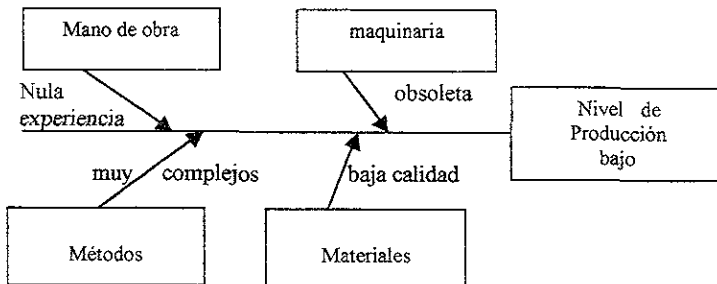 Mano de obra
maquinaria
Nula
experiencia
obsoleta
Nivel de
Producción
bajo
muy complejos
baja calidad
Métodos
Materiales